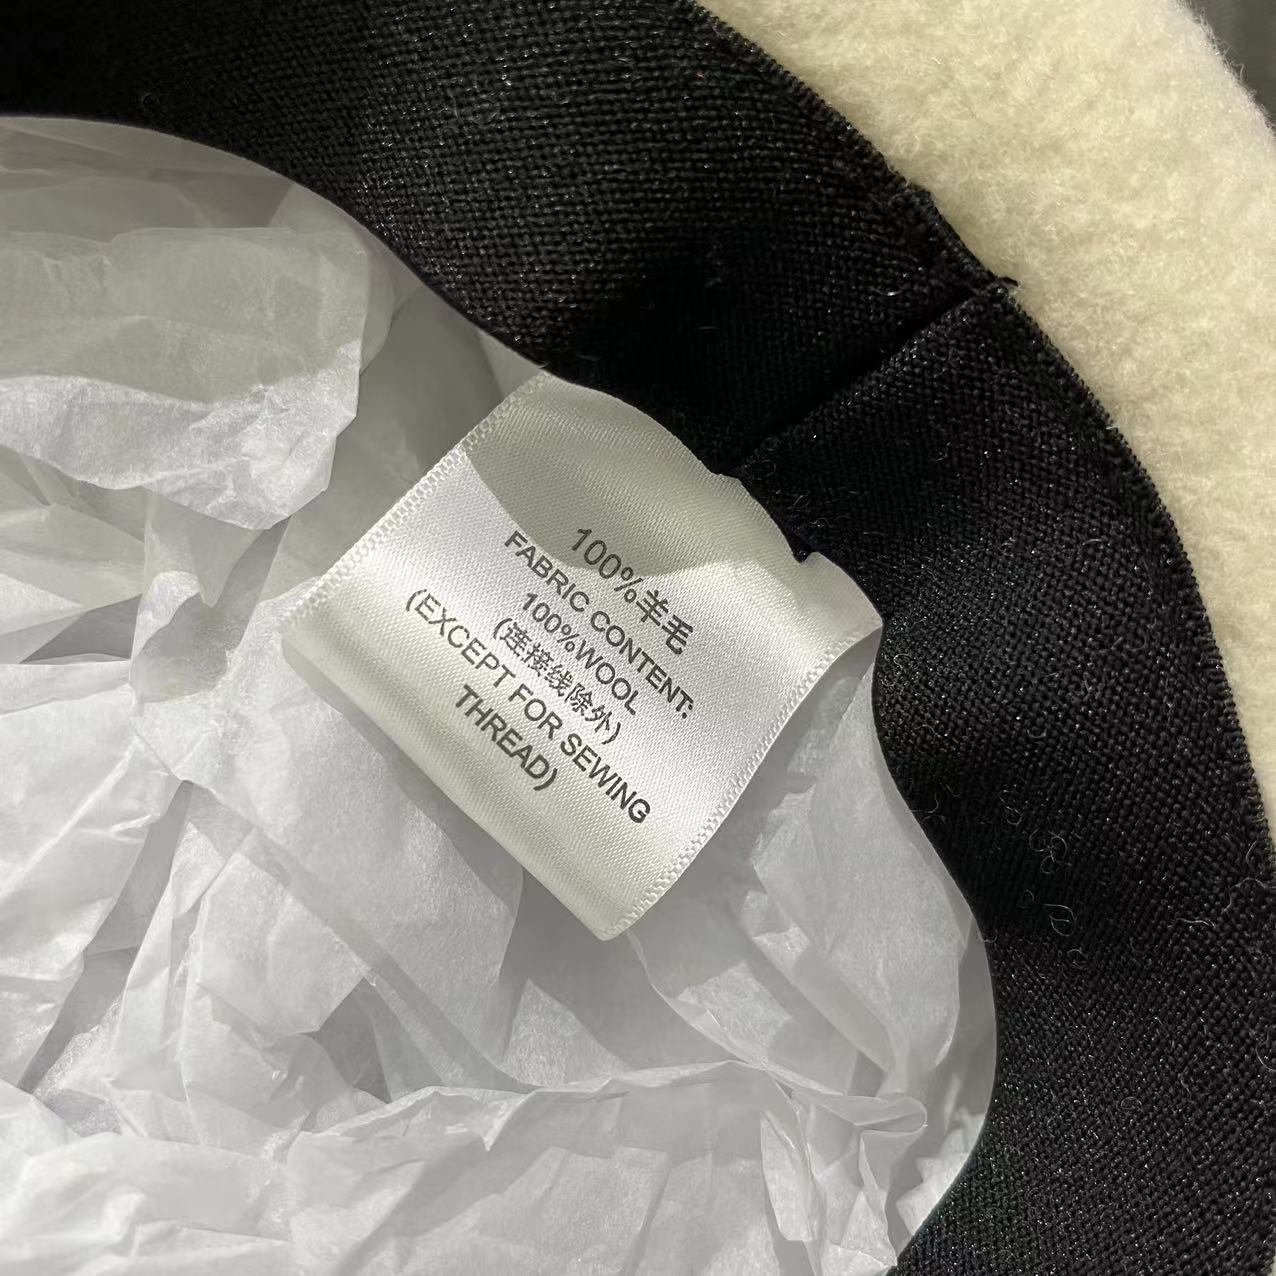 100%羊毛
FABRIC CONTENT:
100%WOOL
(连接线除外)
(EXCEPT FOR SEWING
THREAD)